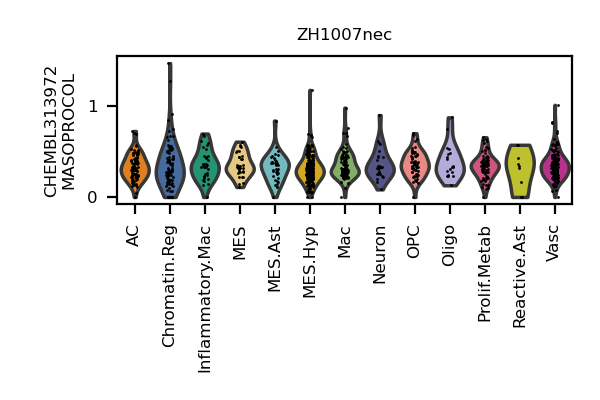 ZH1007nec
CHEMBL313972
MASOPROCOL
1
0
AC
Chromatin.Reg
Inflammatory.Mac
MES
MES.Ast
MES.Hyp
Mac
Neuron
OPC
Oligo
Prolif.Metab
Reactive.Ast
Vasc